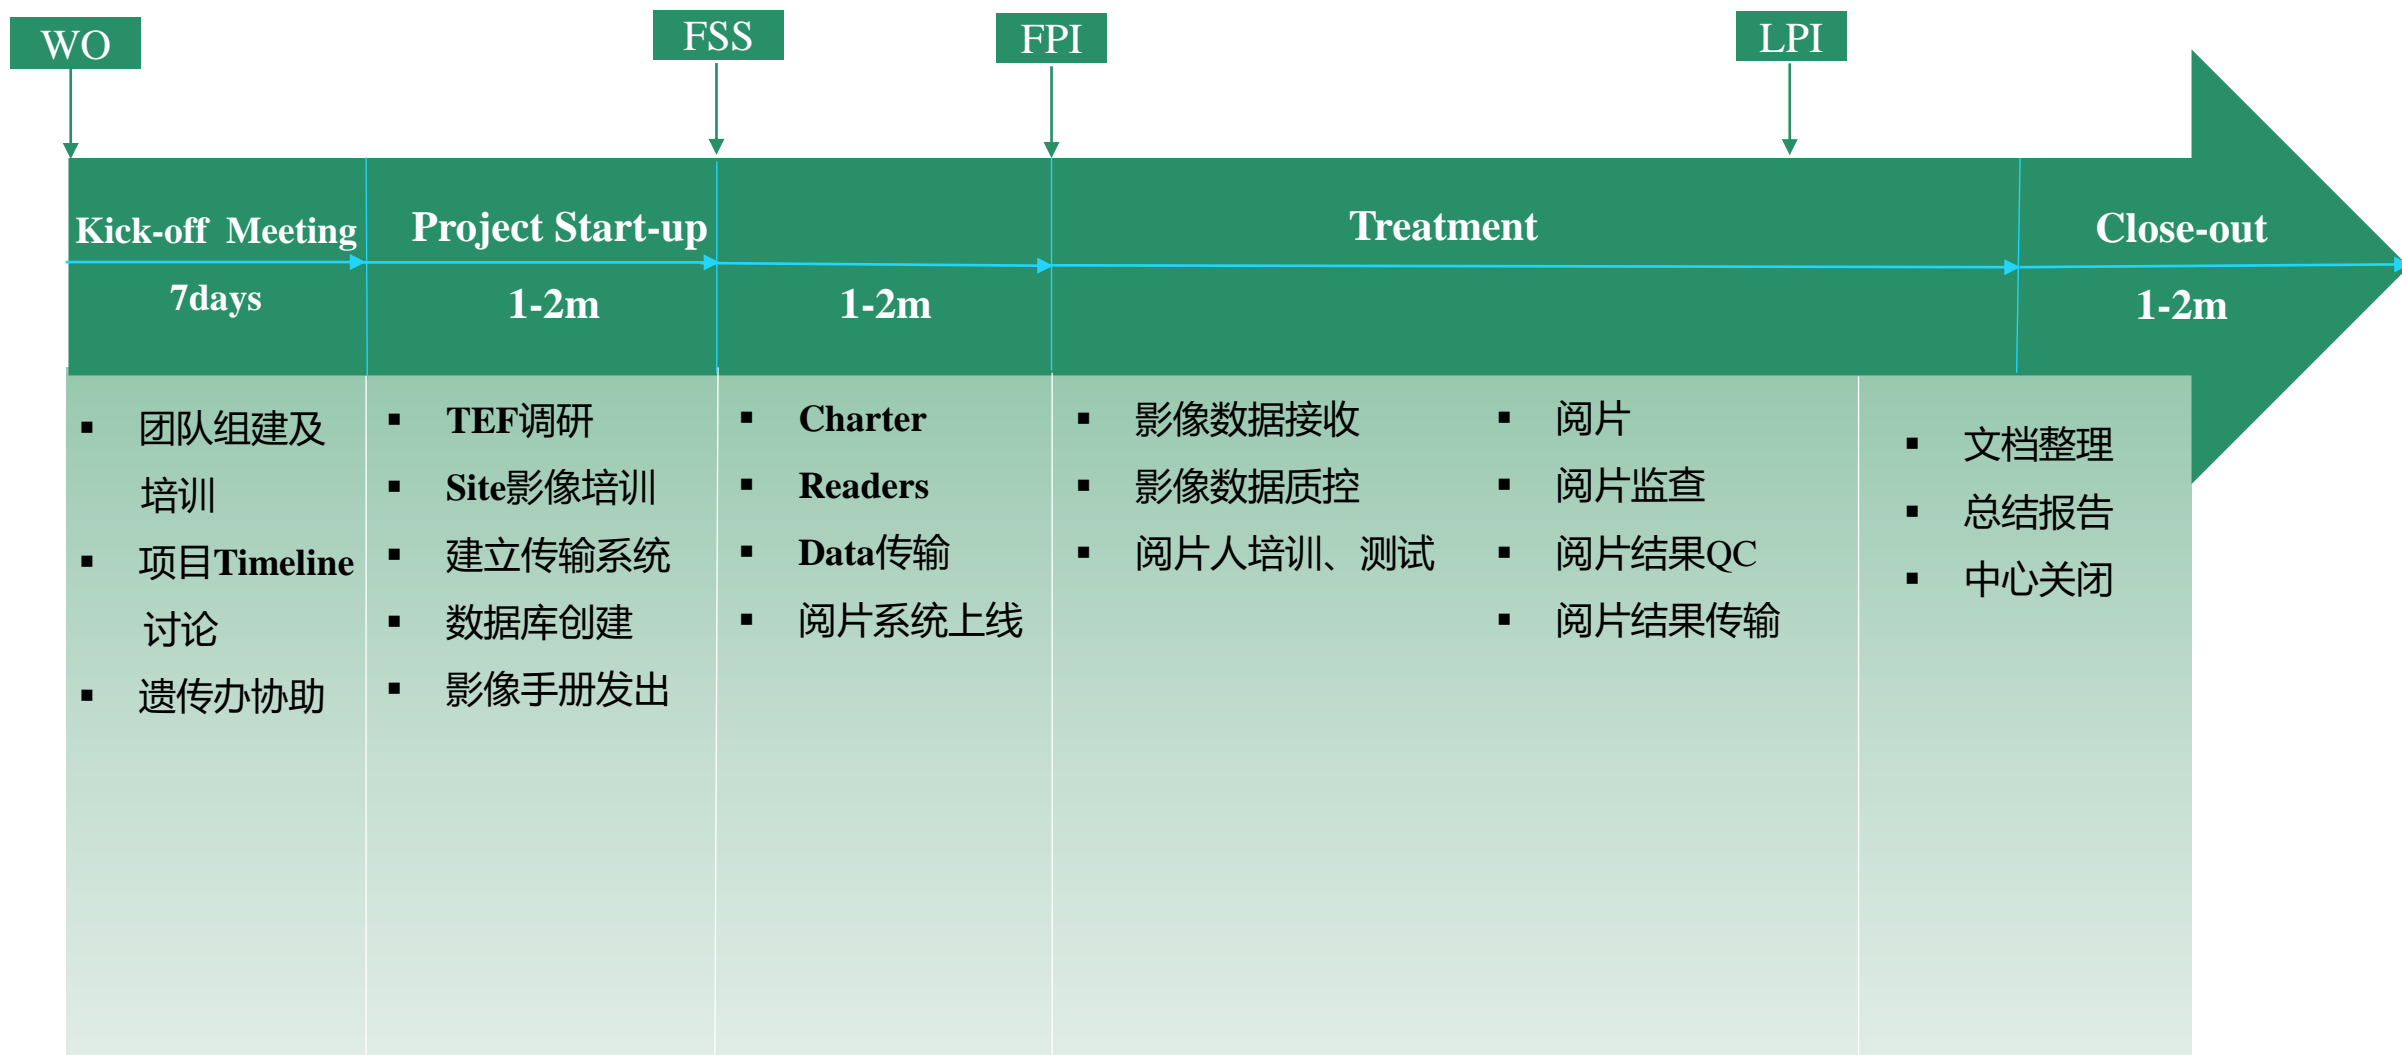 WO
FSS
FPI
LPI
Kick-off Meeting
7days
Project Start-up
1-2m
1-2m
Treatment
Close-out
1-2m
▪ 团队组建及
培训
▪ 项目Timeline
讨论
▪ 遗传办协助
▪ TEF调研
▪ Site影像培训
▪ 建立传输系统
▪ 数据库创建
▪ 影像手册发出
▪ Charter
▪ Readers
▪ Data传输
▪ 阅片系统上线
▪ 影像数据接收
▪ 影像数据质控
▪ 阅片人培训、测试
▪ 阅片
▪ 阅片监查
▪ 阅片结果QC
▪ 阅片结果传输
▪ 文档整理
▪ 总结报告
▪ 中心关闭